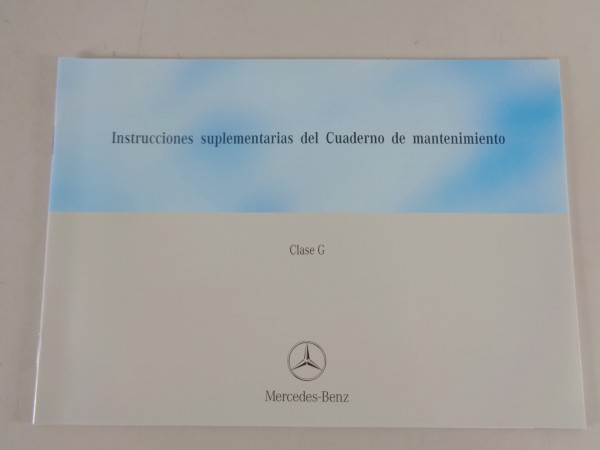 Instrucciones suplementarias del Cuaderno de mantenimiento
Clase G
Mercedes-Benz